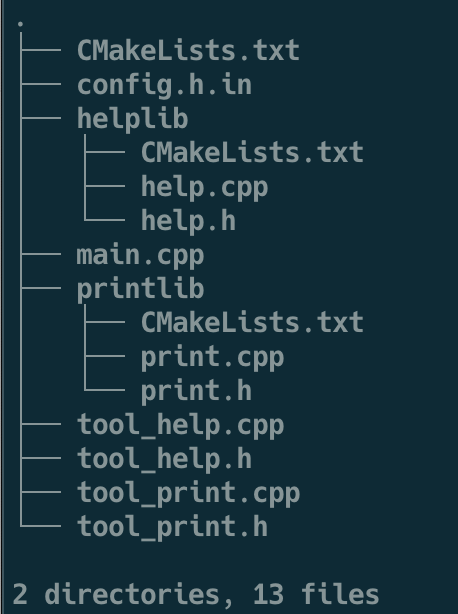 .
├── CMakeLists.txt
├── config.h.in
├── helplib
│   ├── CMakeLists.txt
│   ├── help.cpp
│   └── help.h
├── main.cpp
├── printlib
│   ├── CMakeLists.txt
│   ├── print.cpp
│   └── print.h
├── tool_help.cpp
├── tool_help.h
├── tool_print.cpp
└── tool_print.h

2 directories, 13 files